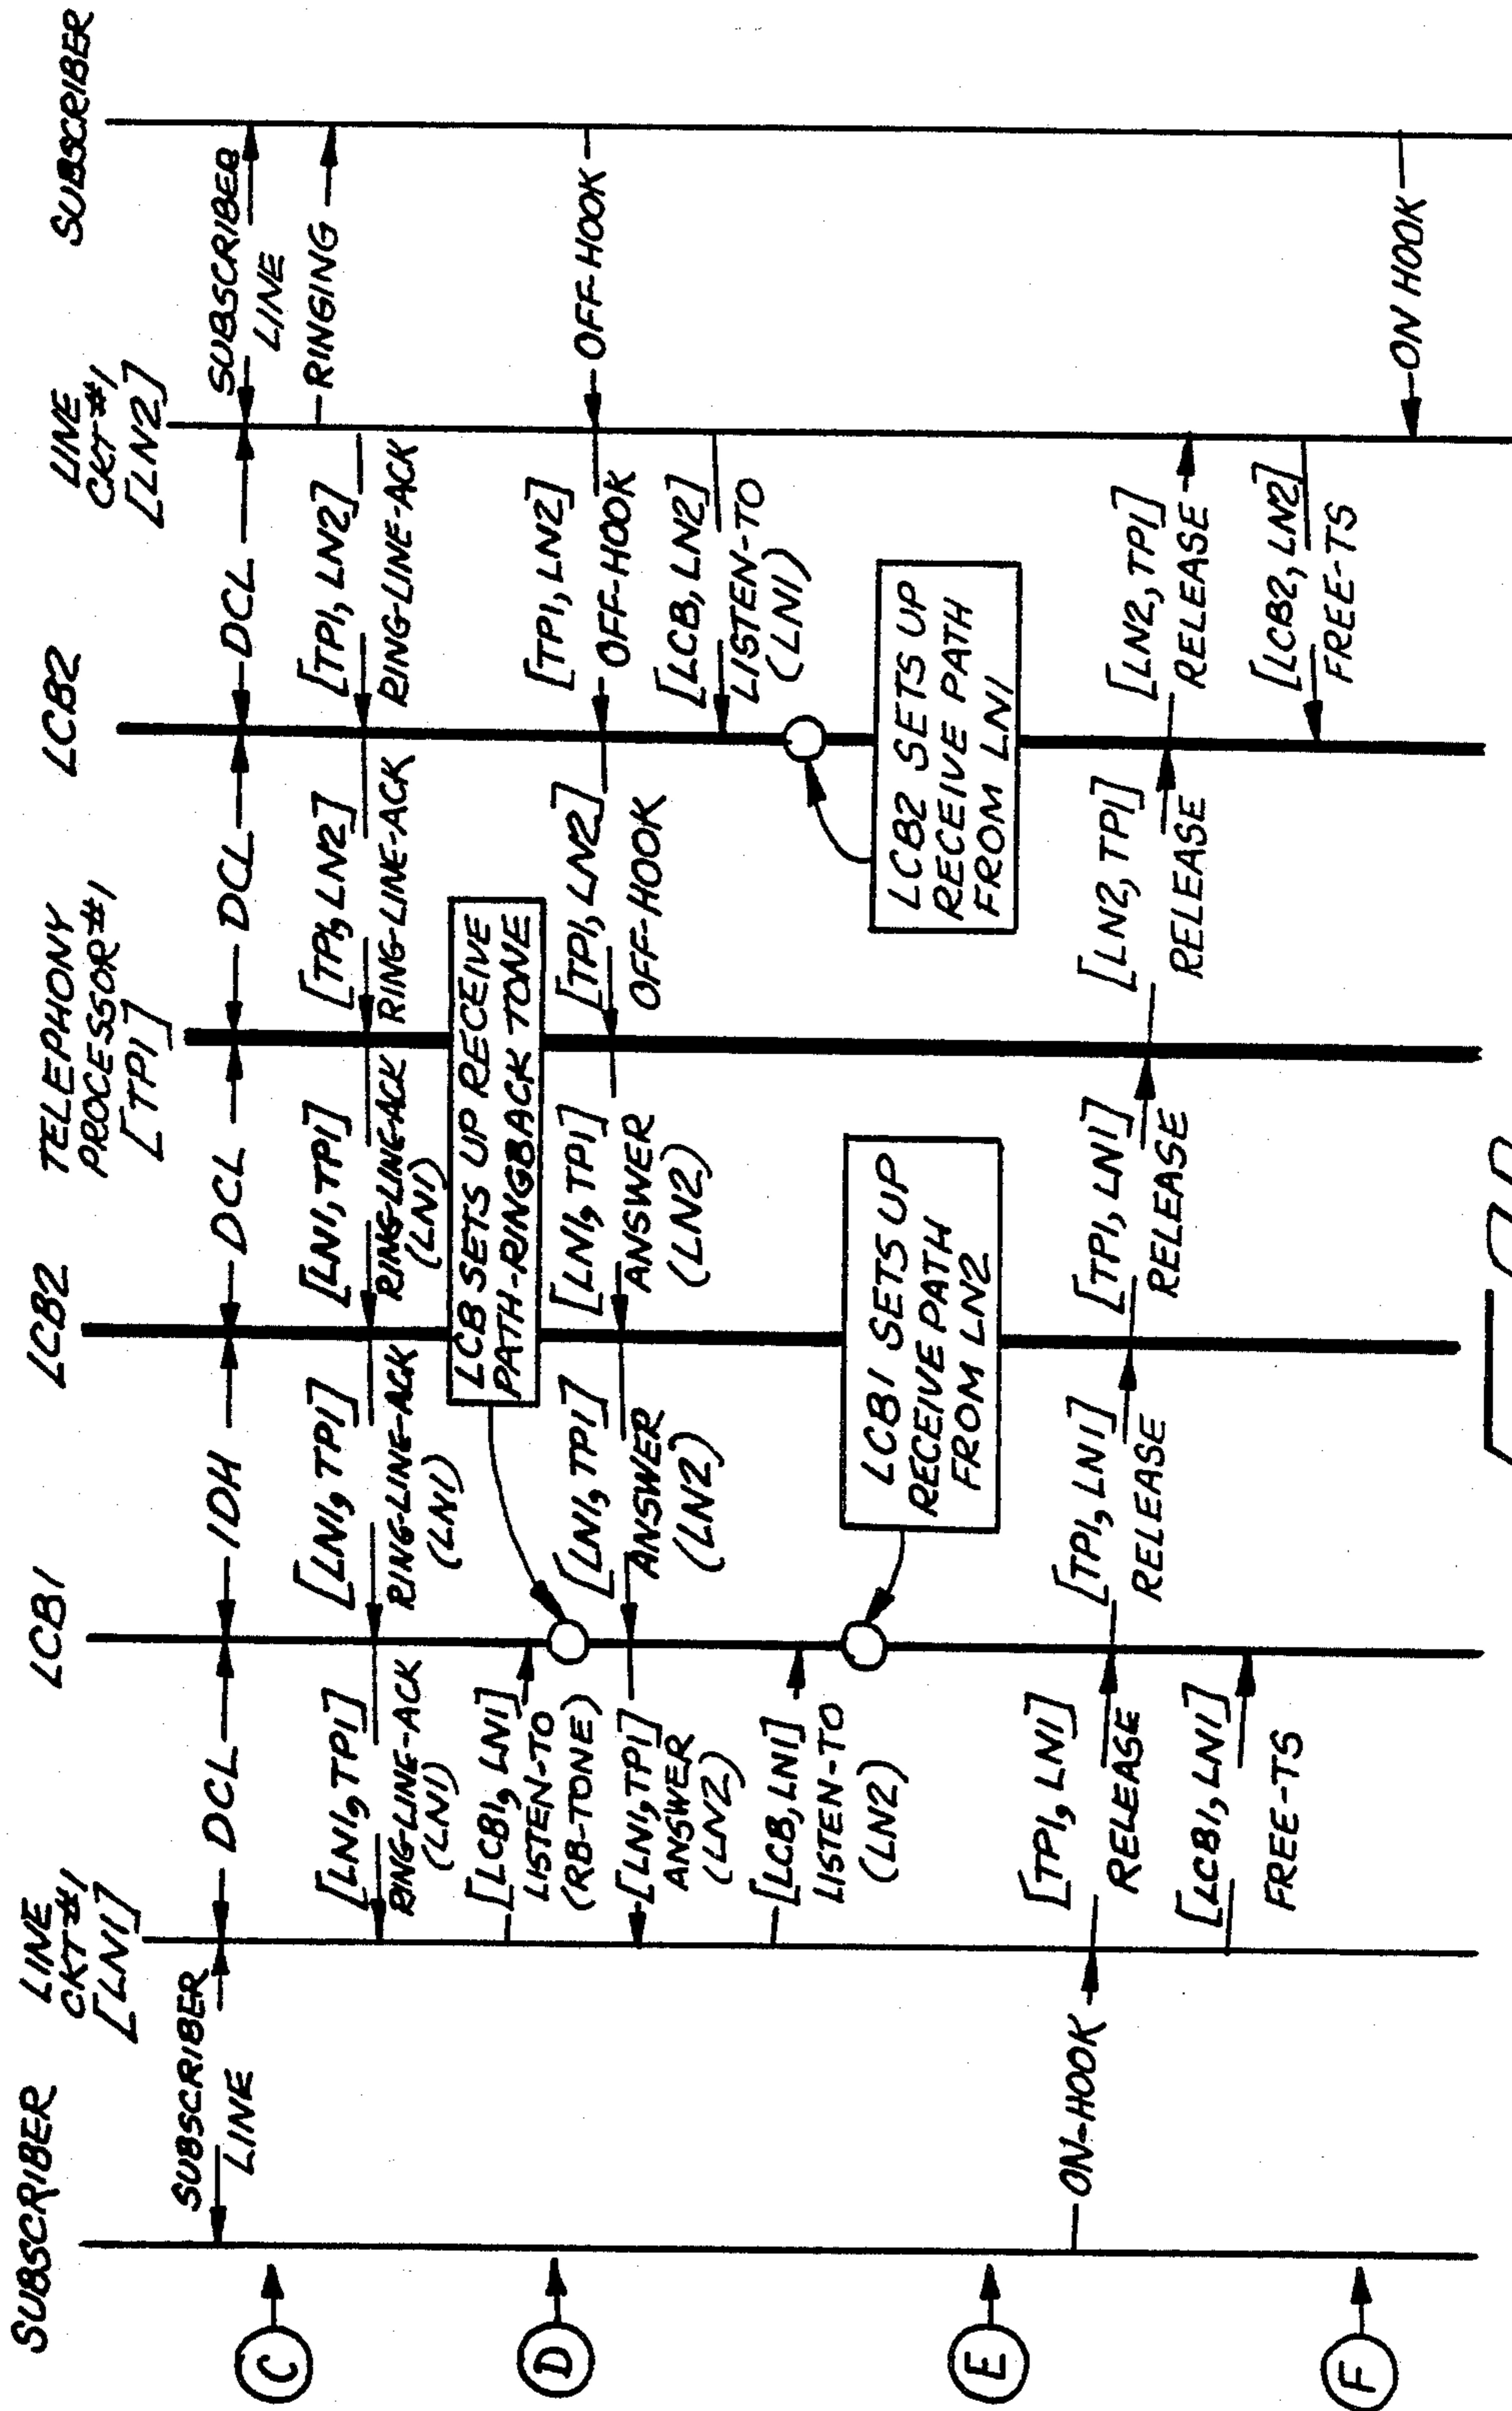 SUBSCRIBER
LINE
CKT #1
[LN1]
LCB1
LCB2
TELEPHONY
PROCESSOR #1
[TP1]
LCB2
LINE
CKT #1
[LN2]
SUBSCRIBER
SUBSCRIBER
LINE
DCL
IDH
DCL
DCL
DCL
SUBSCRIBER
LINE
C
RINGING
[LN1, TP1]
RING-LINE-ACK
(LN1)
[LN1, TP1]
RING-LINE-ACK
(LN1)
[LN1, TP1]
RING-LINE-ACK
(LN1)
[TP1, LN2]
RING-LINE-ACK
[TP1, LN2]
RING-LINE-ACK
[LCB1, LN1]
LISTEN-TO
(RB-TONE)
LCB SETS UP RECEIVE
PATH-RINGBACK TONE
D
OFF-HOOK
[LN1, TP1]
ANSWER
(LN2)
[LN1, TP1]
ANSWER
(LN2)
[LN1, TP1]
ANSWER
(LN2)
[TP1, LN2]
OFF-HOOK
[TP1, LN2]
OFF-HOOK
[LCB, LN2]
LISTEN-TO
(LN1)
[LCB, LN1]
LISTEN-TO
(LN2)
LCB1 SETS UP
RECEIVE PATH
FROM LN2
LCB2 SETS UP
RECEIVE PATH
FROM LN1
E
ON-HOOK
[TP1, LN1]
RELEASE
[TP1, LN1]
RELEASE
[TP1, LN1]
RELEASE
[LN2, TP1]
RELEASE
[LN2, TP1]
RELEASE
[LCB1, LN1]
FREE-TS
[LCB2, LN2]
FREE-TS
F
ON HOOK